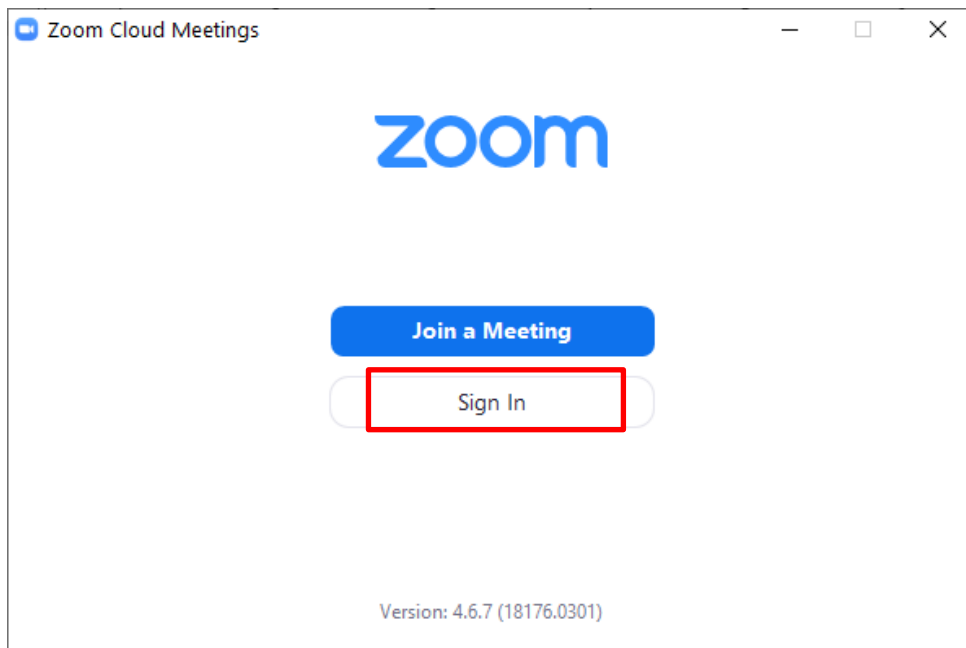 Zoom Cloud Meetings
zoom
Join a Meeting
Sign In
Version: 4.6.7 (18176.0301)